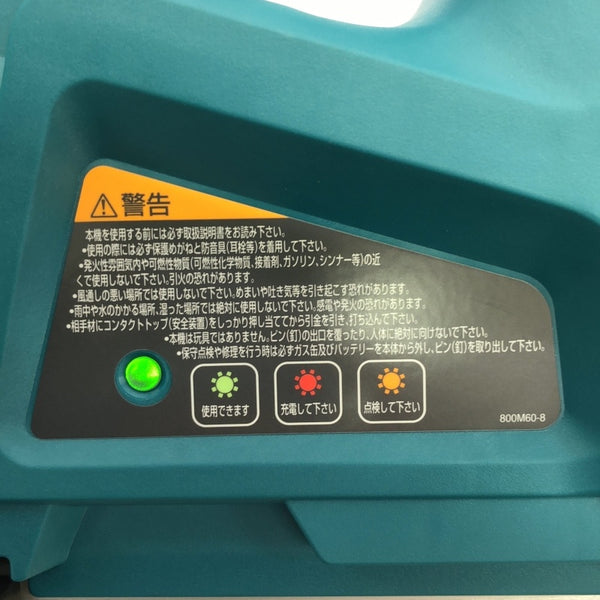 警告
本機を使用する前には必ず取扱説明書をお読み下さい。
•使用の際には必ず保護めがねと防音具(耳栓等)を着用して下さい。
•発火性雰囲気内や可燃性物質(可燃性化学物質、接着剤、ガソリン、シンナー等)の近
くで使用しないで下さい。引火の恐れがあります。
•風通しの悪い場所では使用しないで下さい。めまいや吐き気等を引き起こす恐れがあります。
•雨中や水のかかる場所、湿った場所では絶対に使用しないで下さい。感電や発火の恐れがあります。
•相手材にコンタクトトップ(安全装置)をしっかり押し当ててから引金を引き、打ち込んで下さい。
•本機は玩具ではありません。ピン(釘)の出口を覆ったり、人体に絶対に向けないで下さい。
•保守点検や修理を行う時は必ずガス缶及びバッテリーを本体から外し、ピン(釘)を取り出して下さい。
使用できます
充電して下さい
点検して下さい
800M60-8